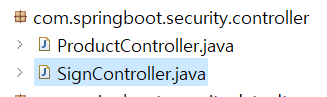 com.springboot.security.controller
ProductController.java
SignController.java